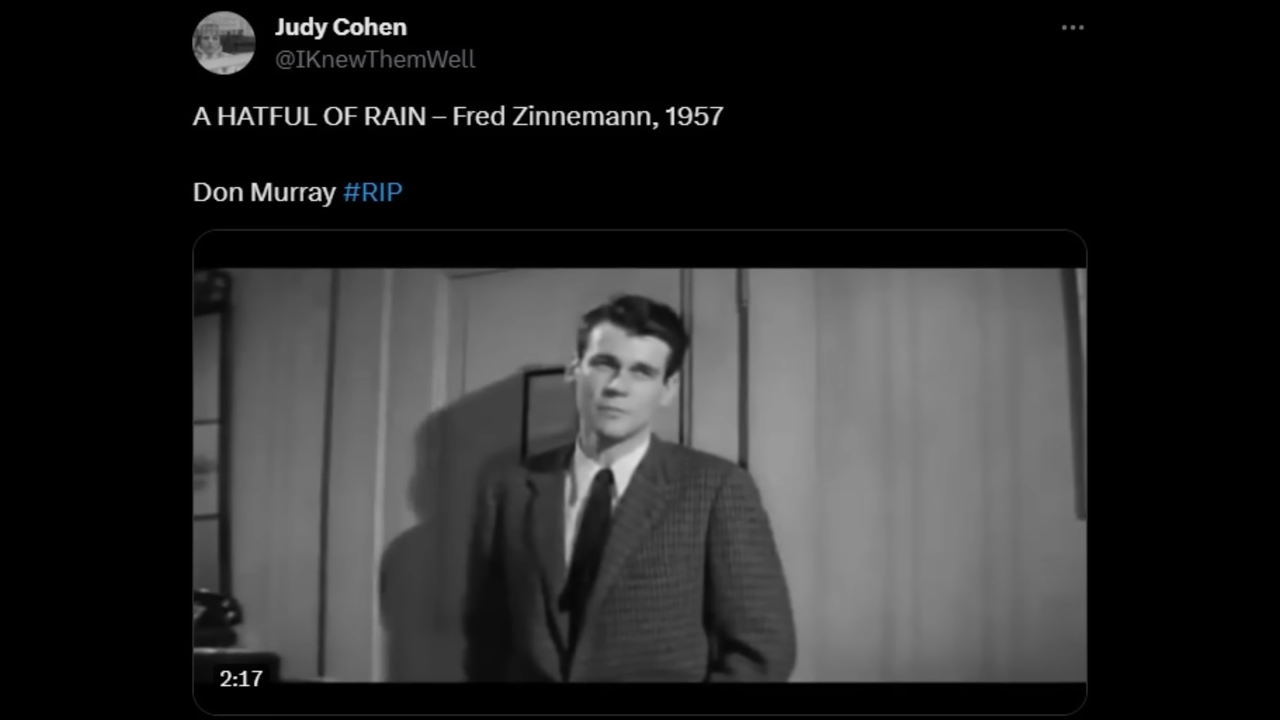 Judy Cohen
@IKnewThemWell
A HATFUL OF RAIN – Fred Zinnemann, 1957
Don Murray #RIP
2:17